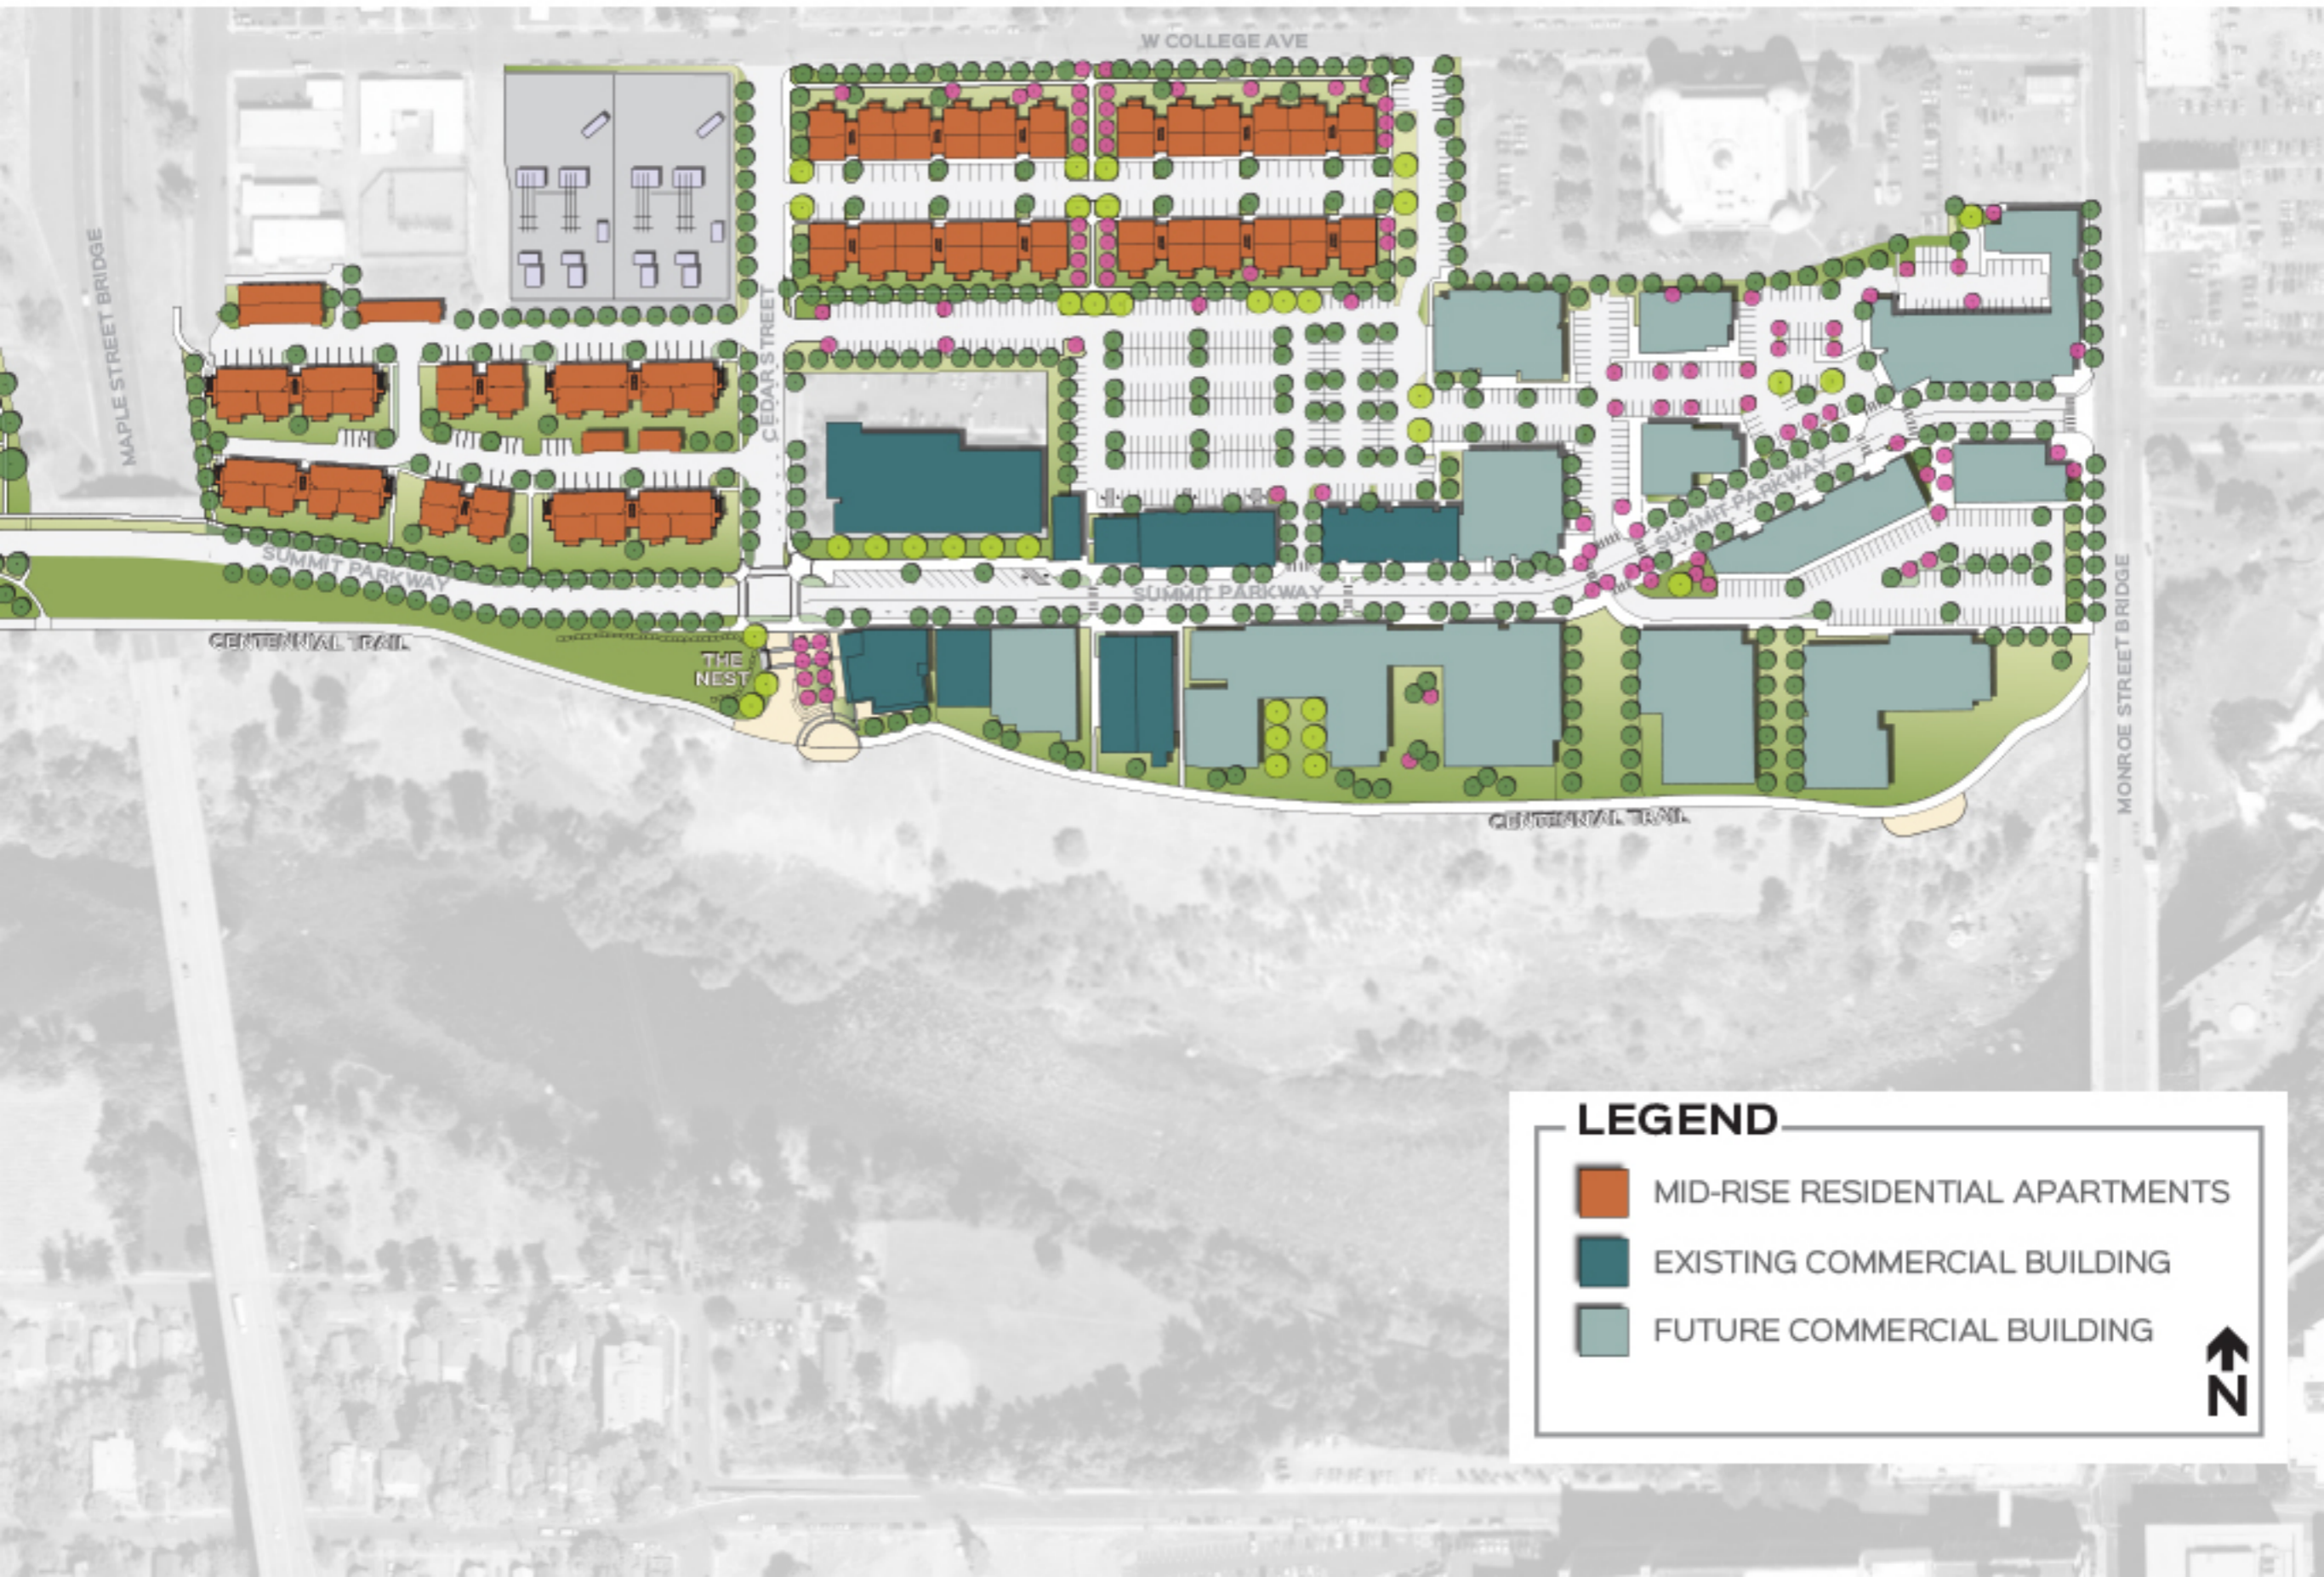 W COLLEGE AVE
MAPLE STREET BRIDGE
CEDAR STREET
SUMMIT PARKWAY
SUMMIT PARKWAY
SUMMIT PARKWAY
CENTENNIAL TRAIL
THE
NEST
MONROE STREET BRIDGE
CENTENNIAL TRAIL
LEGEND
MID-RISE RESIDENTIAL APARTMENTS
EXISTING COMMERCIAL BUILDING
FUTURE COMMERCIAL BUILDING
N